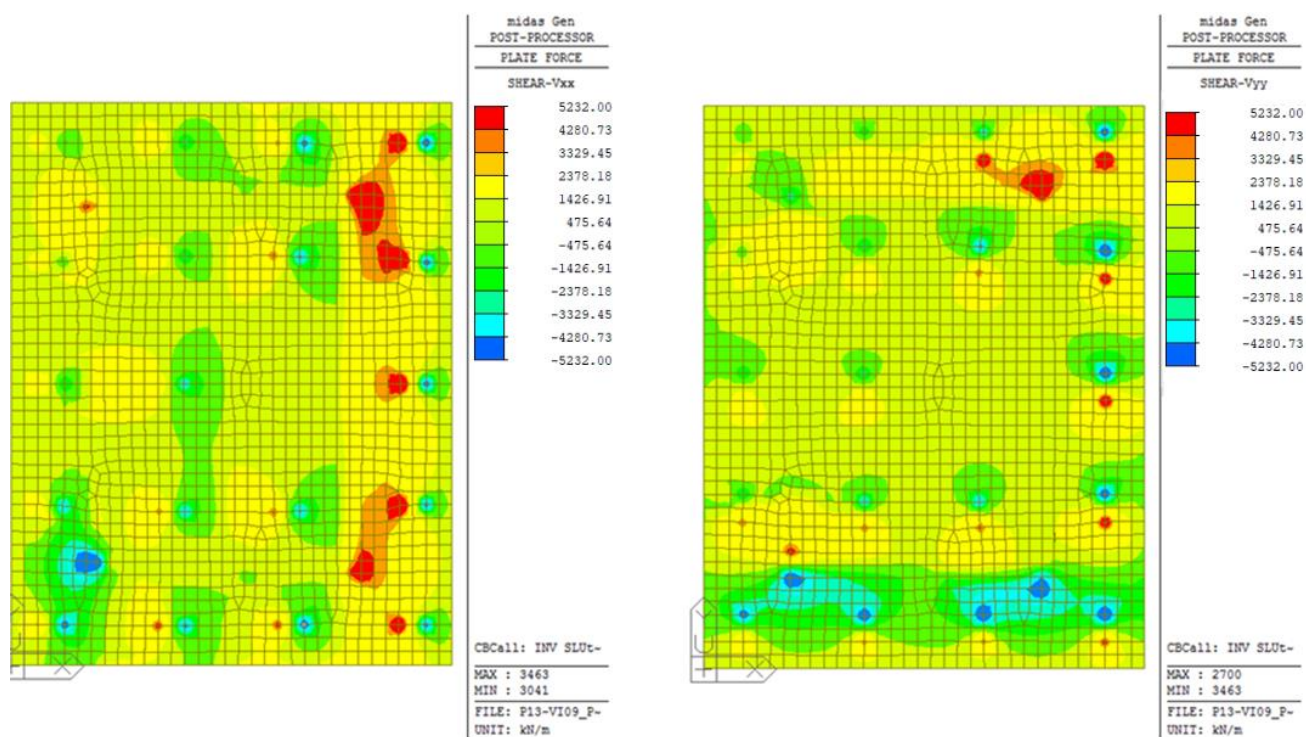 midas Gen
POST-PROCESSOR
PLATE FORCE
SHEAR-Vxx
5232.00
4280.73
3329.45
2378.18
1426.91
475.64
-475.64
-1426.91
-2378.18
-3329.45
-4280.73
-5232.00
CBCall: INV SLUt~
MAX : 3463
MIN : 3041
FILE: P13-VI09_P~
UNIT: kN/m
X
midas Gen
POST-PROCESSOR
PLATE FORCE
SHEAR-Vyy
5232.00
4280.73
3329.45
2378.18
1426.91
475.64
-475.64
-1426.91
-2378.18
-3329.45
-4280.73
-5232.00
CBCall: INV SLUt~
MAX : 2700
MIN : 3463
FILE: P13-VI09_P~
UNIT: kN/m
X